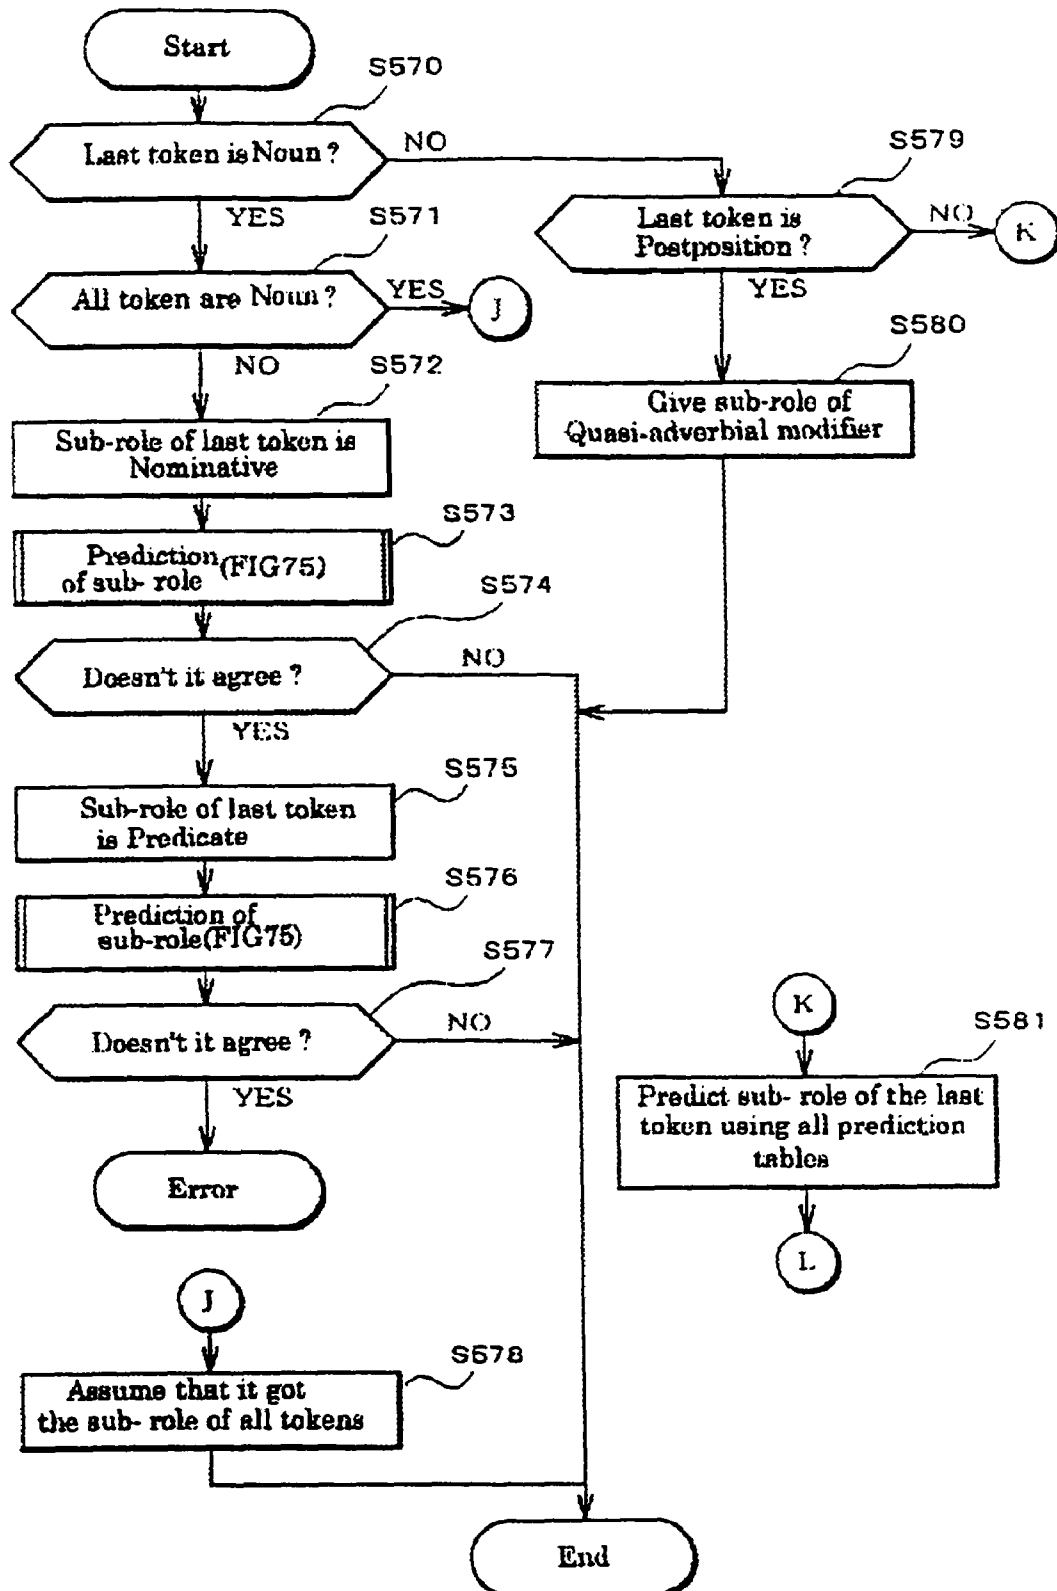 Start
S570
Last token is Noun ?
NO
YES
S579
Last token is
Postposition ?
NO
K
YES
S571
All token are Noun ?
YES
J
NO
S580
Give sub-role of
Quasi-adverbial modifier
S572
Sub-role of last token is
Nominative
S573
Prediction (FIG75)
of sub- role
S574
Doesn't it agree ?
NO
YES
S575
Sub-role of last token
is Predicate
S576
Prediction of
sub-role(FIG75)
S577
Doesn't it agree ?
NO
YES
Error
K
S581
Predict sub- role of the last
token using all prediction
tables
L
J
S578
Assume that it got
the sub- role of all tokens
End